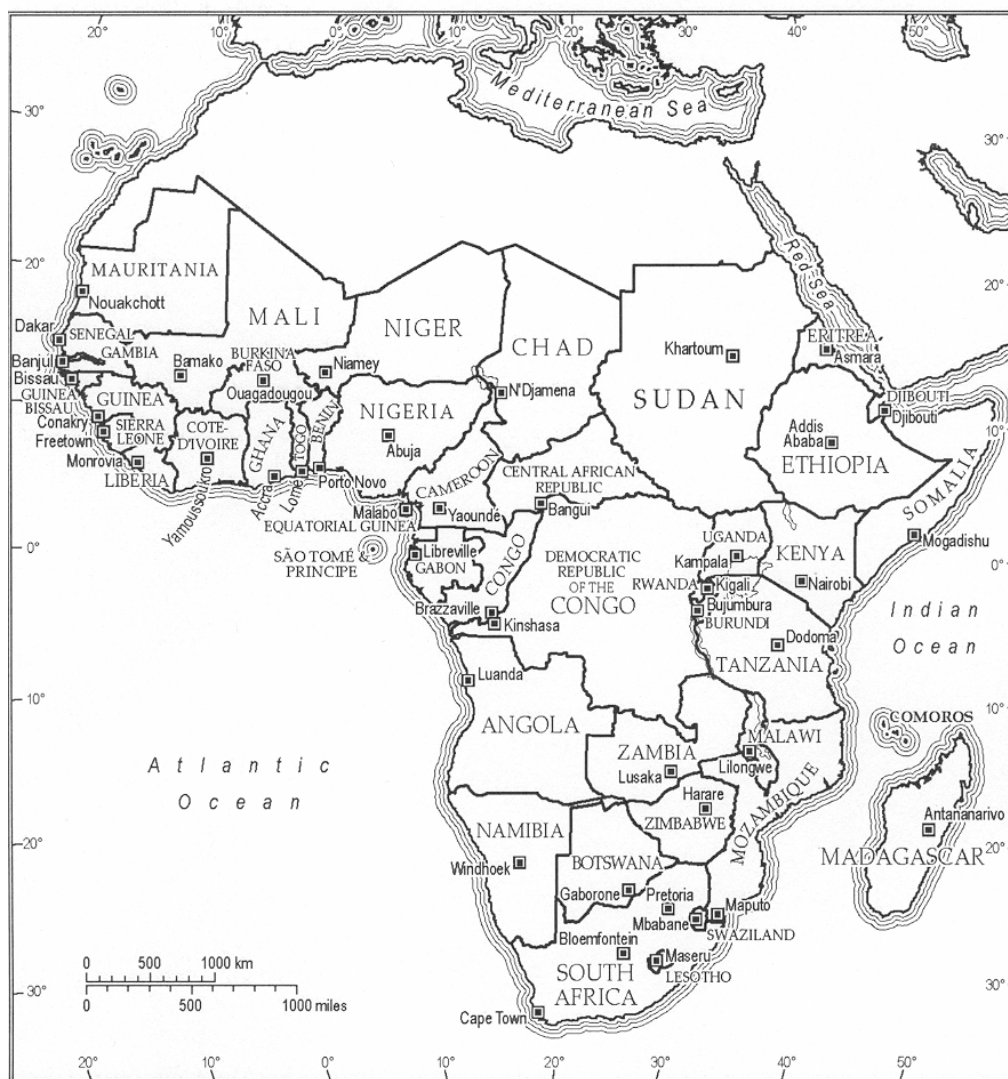 20° 10° 0° 10° 20° 30° 40° 50°
Mediterranean Sea
30°
30°
Red Sea
20°
20°
MAURITANIA
Nouakchott
MALI
NIGER
CHAD
SUDAN
Khartoum
ERITREA
Asmara
Dakar
SENEGAL
GAMBIA
Banjul
Bissau
GUINEA
BISSAU
Bamako
BURKINA
FASO
Ouagadougou
Niamey
N'Djamena
DJIBOUTI
Djibouti
GUINEA
Conakry
Freetown
SIERRA
LEONE
Monrovia
LIBERIA
COTE-
D'IVOIRE
Yamoussoukro
GHANA
Accra
TOGO
Lome
BENIN
Porto Novo
NIGERIA
Abuja
CAMEROON
Yaoundé
CENTRAL AFRICAN
REPUBLIC
Bangui
Addis
Ababa
ETHIOPIA
SOMALIA
Mogadishu
10°
Malabo
EQUATORIAL GUINEA
0°
SÃO TOMÉ &
PRINCIPE
Libreville
GABON
CONGO
Brazzaville
Kinshasa
DEMOCRATIC
REPUBLIC
OF THE
CONGO
UGANDA
Kampala
KENYA
Nairobi
RWANDA
Kigali
Bujumbura
BURUNDI
Dodoma
TANZANIA
0°
Indian
Ocean
Luanda
10°
ANGOLA
ZAMBIA
Lusaka
MALAWI
Lilongwe
10°
COMOROS
Atlantic
Ocean
MOZAMBIQUE
Harare
ZIMBABWE
Antananarivo
MADAGASCAR
20°
20°
NAMIBIA
Windhoek
BOTSWANA
Gaborone
Pretoria
Mbabane
Maputo
SWAZILAND
Bloemfontein
Maseru
LESOTHO
SOUTH
AFRICA
Cape Town
30°
30°
0 500 1000 km
0 500 1000 miles
20° 10° 0° 10° 20° 30° 40° 50°